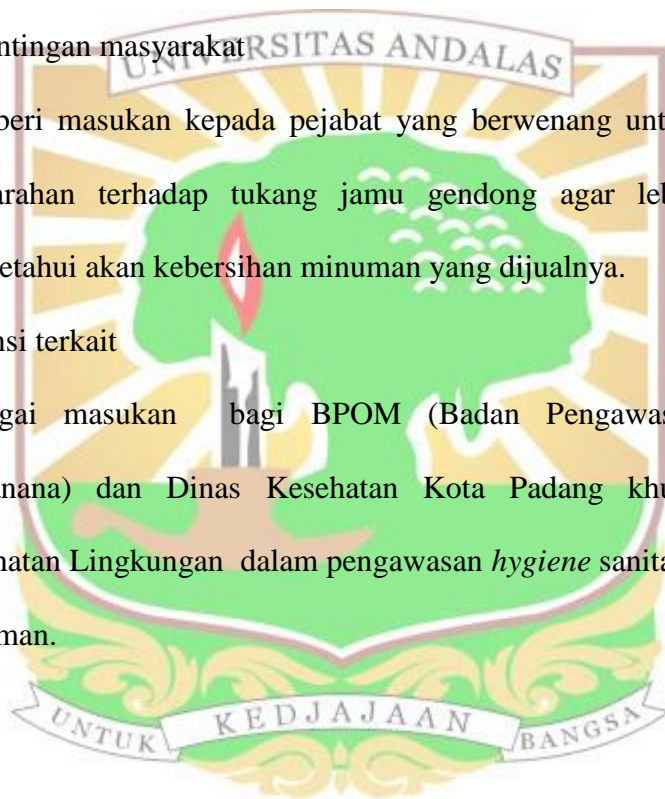 ntingan masyarakat
UNIVERSITAS ANDALAS
beri masukan kepada pejabat yang berwenang unt
arahan terhadap tukang jamu gendong agar leb
etahui akan kebersihan minuman yang dijualnya.
nsi terkait
gai masukan bagi BPOM (Badan Pengawas
anana) dan Dinas Kesehatan Kota Padang khu
hatan Lingkungan dalam pengawasan hygiene sanita
man.
UNTUK KEDJAJAAN BANGSA